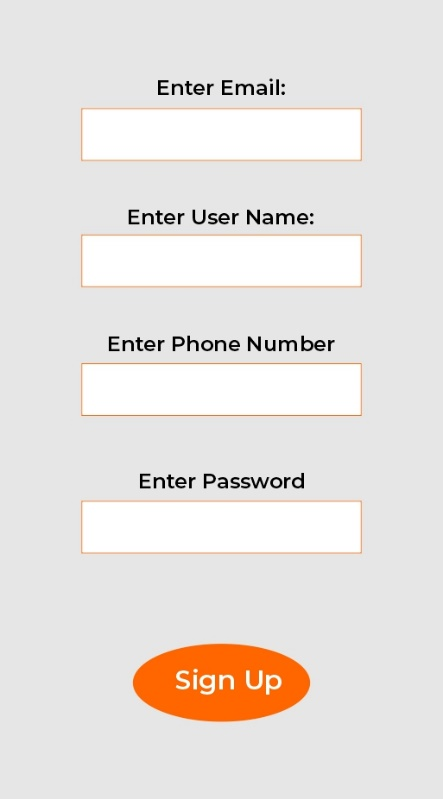 Enter Email:
Enter User Name:
Enter Phone Number
Enter Password
Sign Up